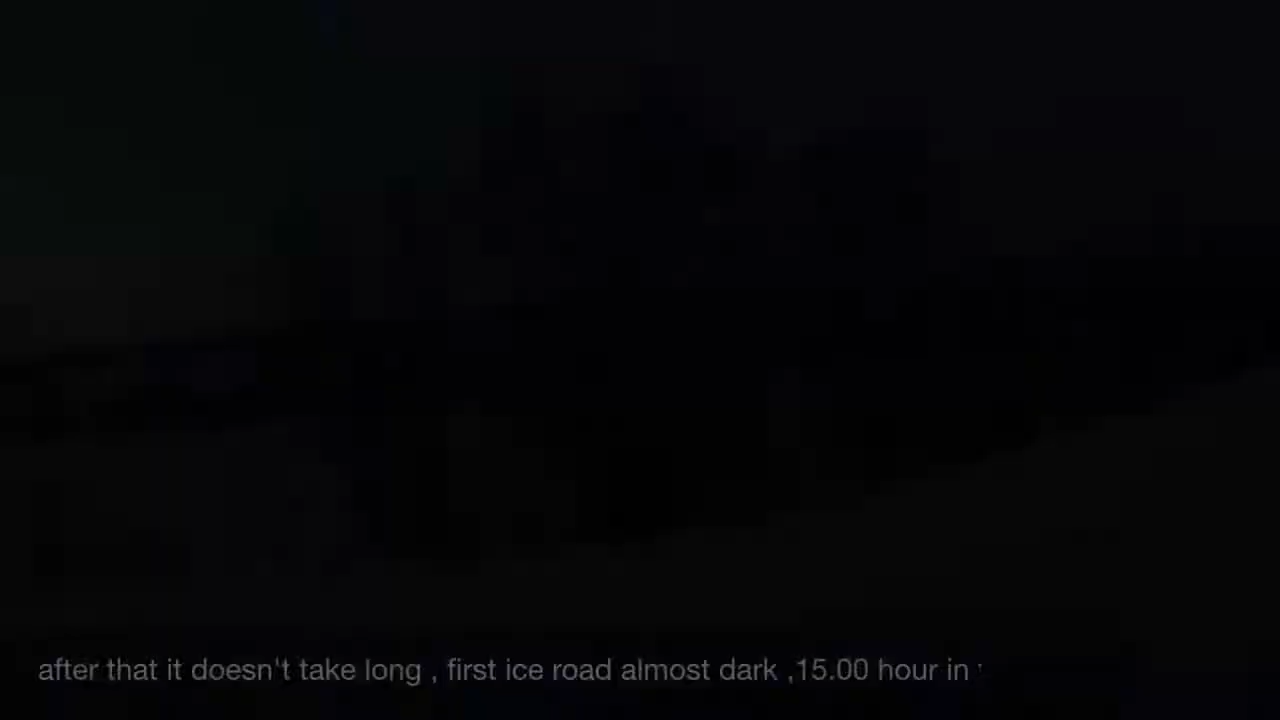 after that it doesn't take long , first ice road almost dark ,15.00 hour in